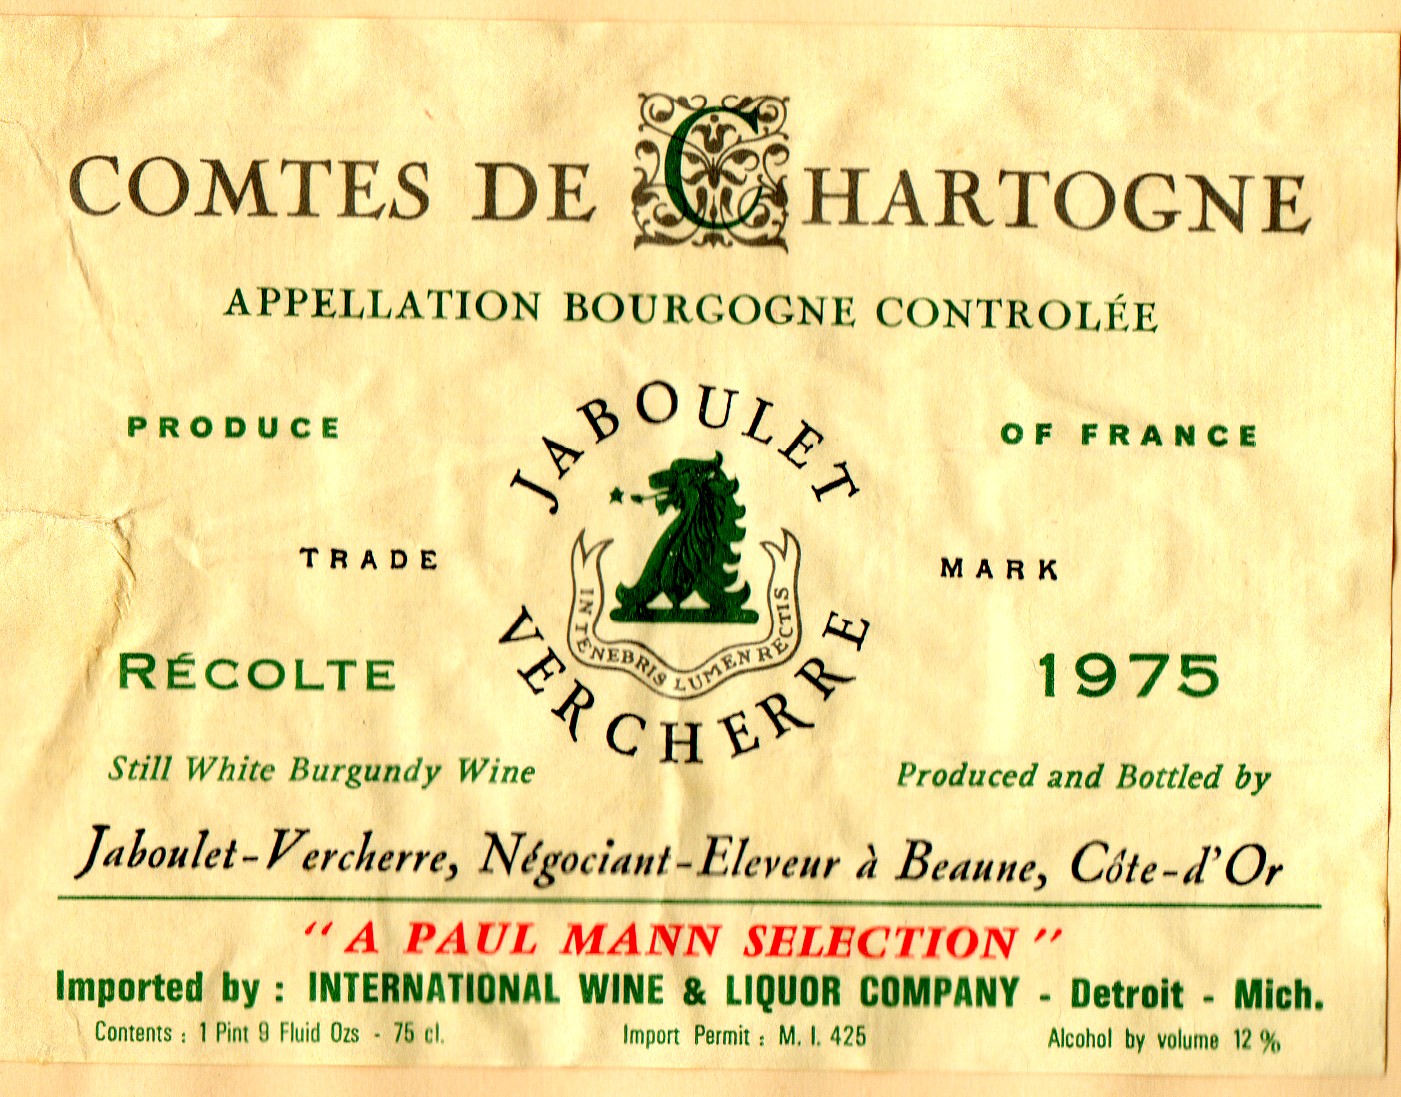 COMTES DE CHARTOGNE
APPELLATION BOURGOGNE CONTROLÉE
PRODUCE OF FRANCE
JABOULET
TRADE MARK
IN TENEBRIS LUMEN RECTIS
VERCHERRE
RÉCOLTE 1975
Still White Burgundy Wine Produced and Bottled by
Jaboulet-Vercherre, Négociant-Eleveur à Beaune, Côte-d'Or
"A PAUL MANN SELECTION"
Imported by : INTERNATIONAL WINE & LIQUOR COMPANY - Detroit - Mich.
Contents : 1 Pint 9 Fluid Ozs - 75 cl. Import Permit : M. I. 425 Alcohol by volume 12 %